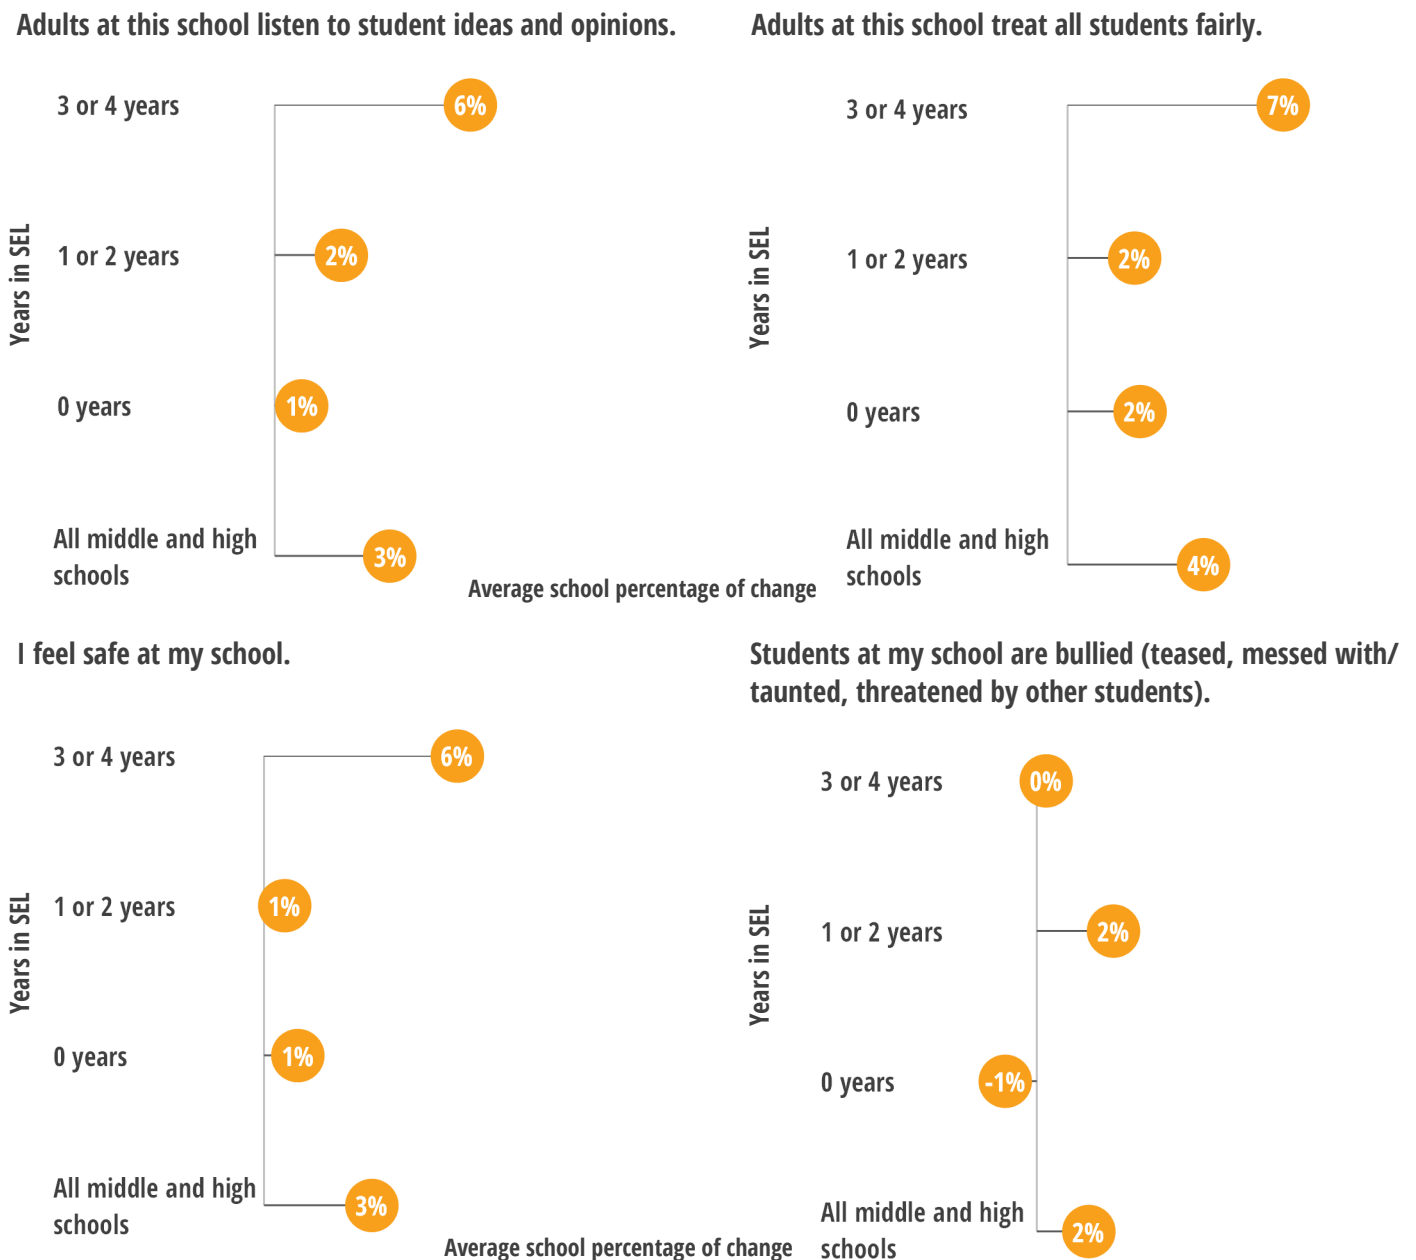 Adults at this school listen to student ideas and opinions.
3 or 4 years
6%
1 or 2 years
2%
0 years
1%
All middle and high
schools
3%
Years in SEL
Adults at this school treat all students fairly.
3 or 4 years
7%
1 or 2 years
2%
0 years
2%
All middle and high
schools
4%
Years in SEL
Average school percentage of change
I feel safe at my school.
3 or 4 years
6%
1 or 2 years
1%
0 years
1%
All middle and high
schools
3%
Years in SEL
Students at my school are bullied (teased, messed with/
taunted, threatened by other students).
3 or 4 years
0%
1 or 2 years
2%
0 years
-1%
All middle and high
schools
2%
Years in SEL
Average school percentage of change